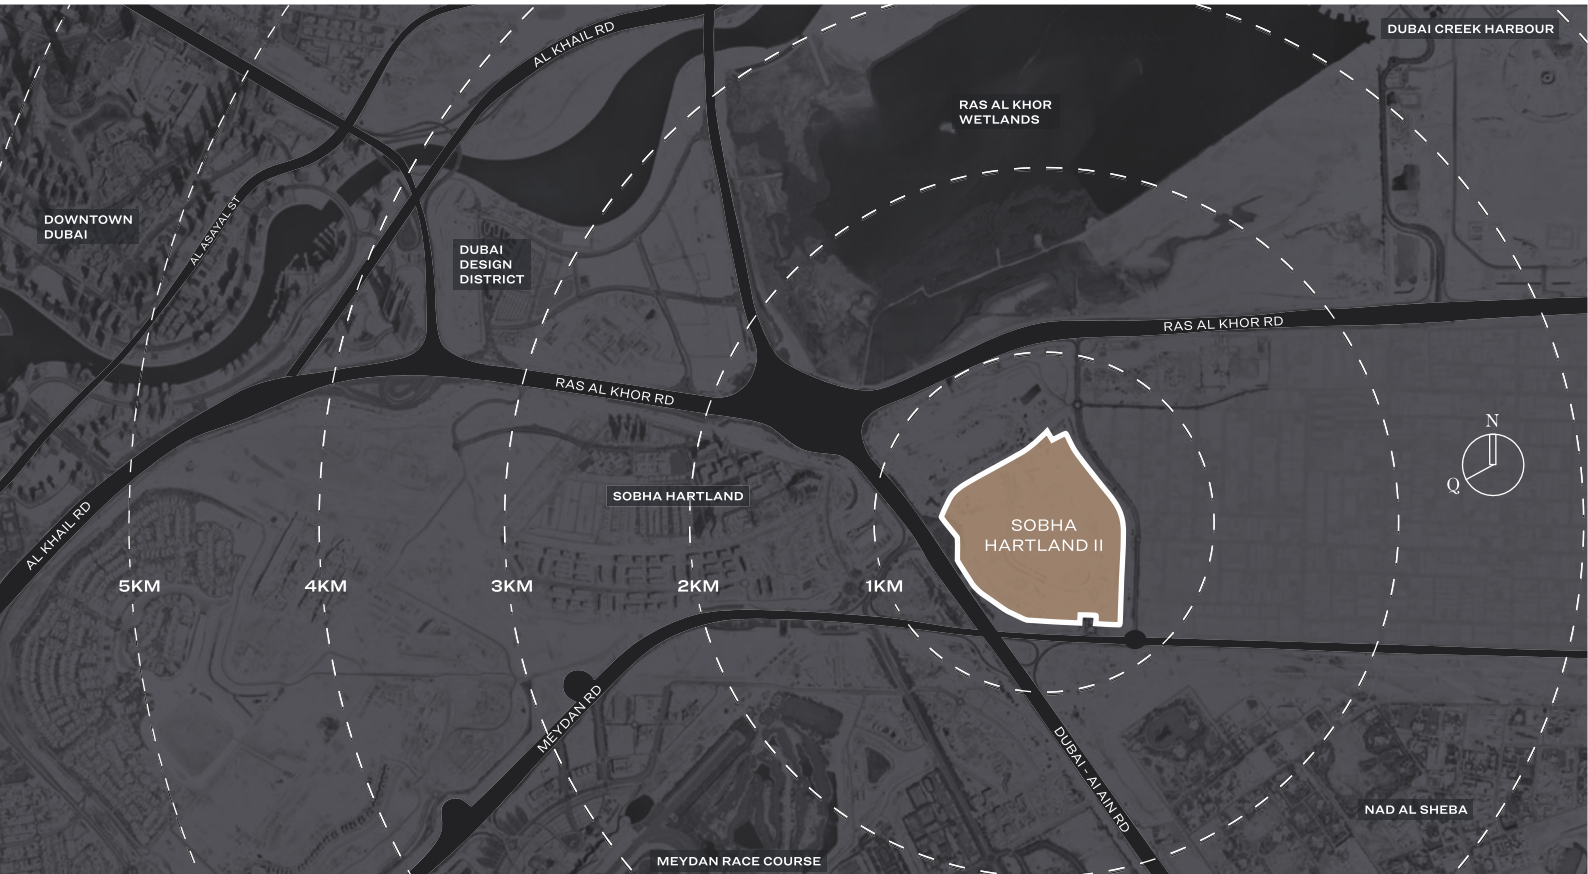 DUBAI CREEK HARBOUR
AL KHAIL RD
RAS AL KHOR
WETLANDS
DOWNTOWN
DUBAI
AL ASAYAL ST
DUBAI
DESIGN
DISTRICT
RAS AL KHOR RD
RAS AL KHOR RD
N
Q
SOBHA HARTLAND
SOBHA
HARTLAND II
AL KHAIL RD
5KM
4KM
3KM
2KM
1KM
MEYDAN RD
DUBAI - Al AIN RD
NAD AL SHEBA
MEYDAN RACE COURSE